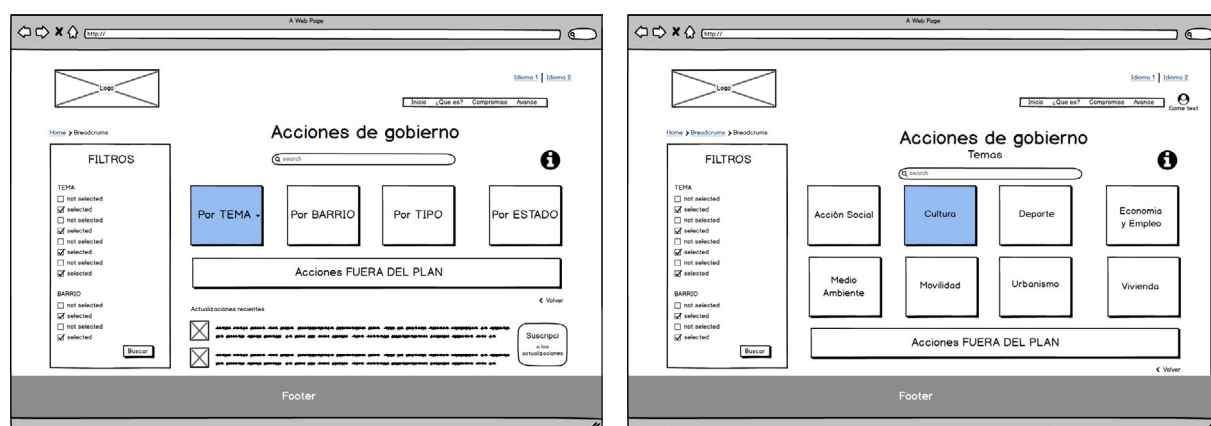 A Web Page
http://
Logo
Idioma 1 | Idioma 2
Inicio ¿Que es? Compromiso Avance
Home > Breadcrums
Acciones de gobierno
search
FILTROS
TEMA
not selected
selected
not selected
selected
not selected
selected
not selected
selected
BARRIO
not selected
selected
not selected
selected
Buscar
Por TEMA
Por BARRIO
Por TIPO
Por ESTADO
Acciones FUERA DEL PLAN
< Volver
Actualizaciones recientes
Suscripci
a las
actualizaciones
Footer
A Web Page
http://
Logo
Idioma 1 | Idioma 2
Inicio ¿Que es? Compromiso Avance
Some text
Home > Breadcrums > Breadcrums
Acciones de gobierno
Temas
search
FILTROS
TEMA
not selected
selected
not selected
selected
not selected
selected
not selected
selected
BARRIO
not selected
selected
not selected
selected
Buscar
Acción Social
Cultura
Deporte
Economia
y Empleo
Medio
Ambiente
Movilidad
Urbanismo
Vivienda
Acciones FUERA DEL PLAN
< Volver
Footer